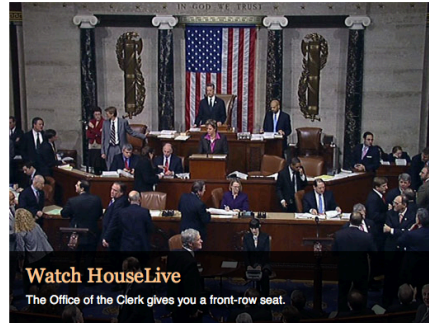 IN GOD WE TRUST
Watch HouseLive
The Office of the Clerk gives you a front-row seat.